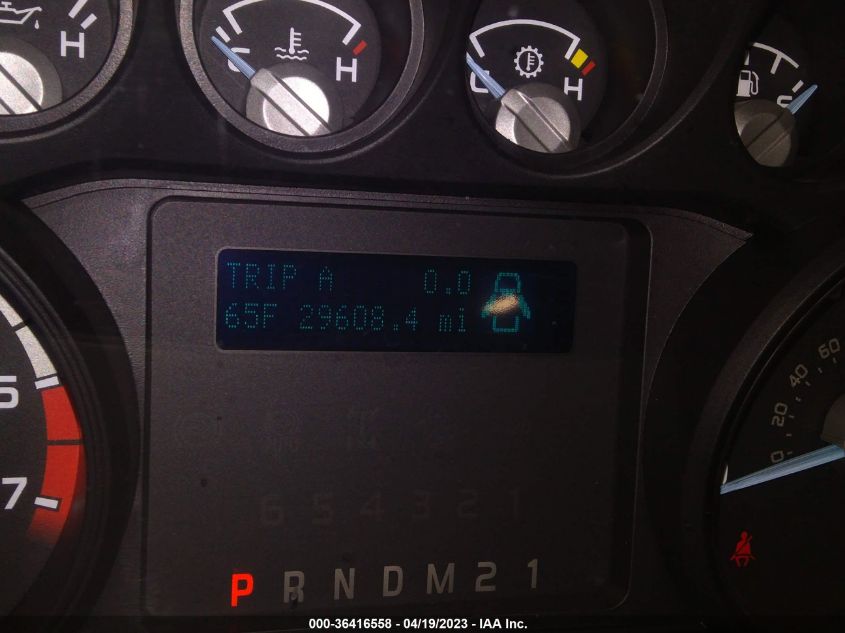 H
C
H
C
H
TRIP A 0.0
65F 29608.4 mi
5
7
0
20
40
60
6 5 4 3 2 1
P R N D M 2 1
000-36416558 - 04/19/2023 - IAA Inc.